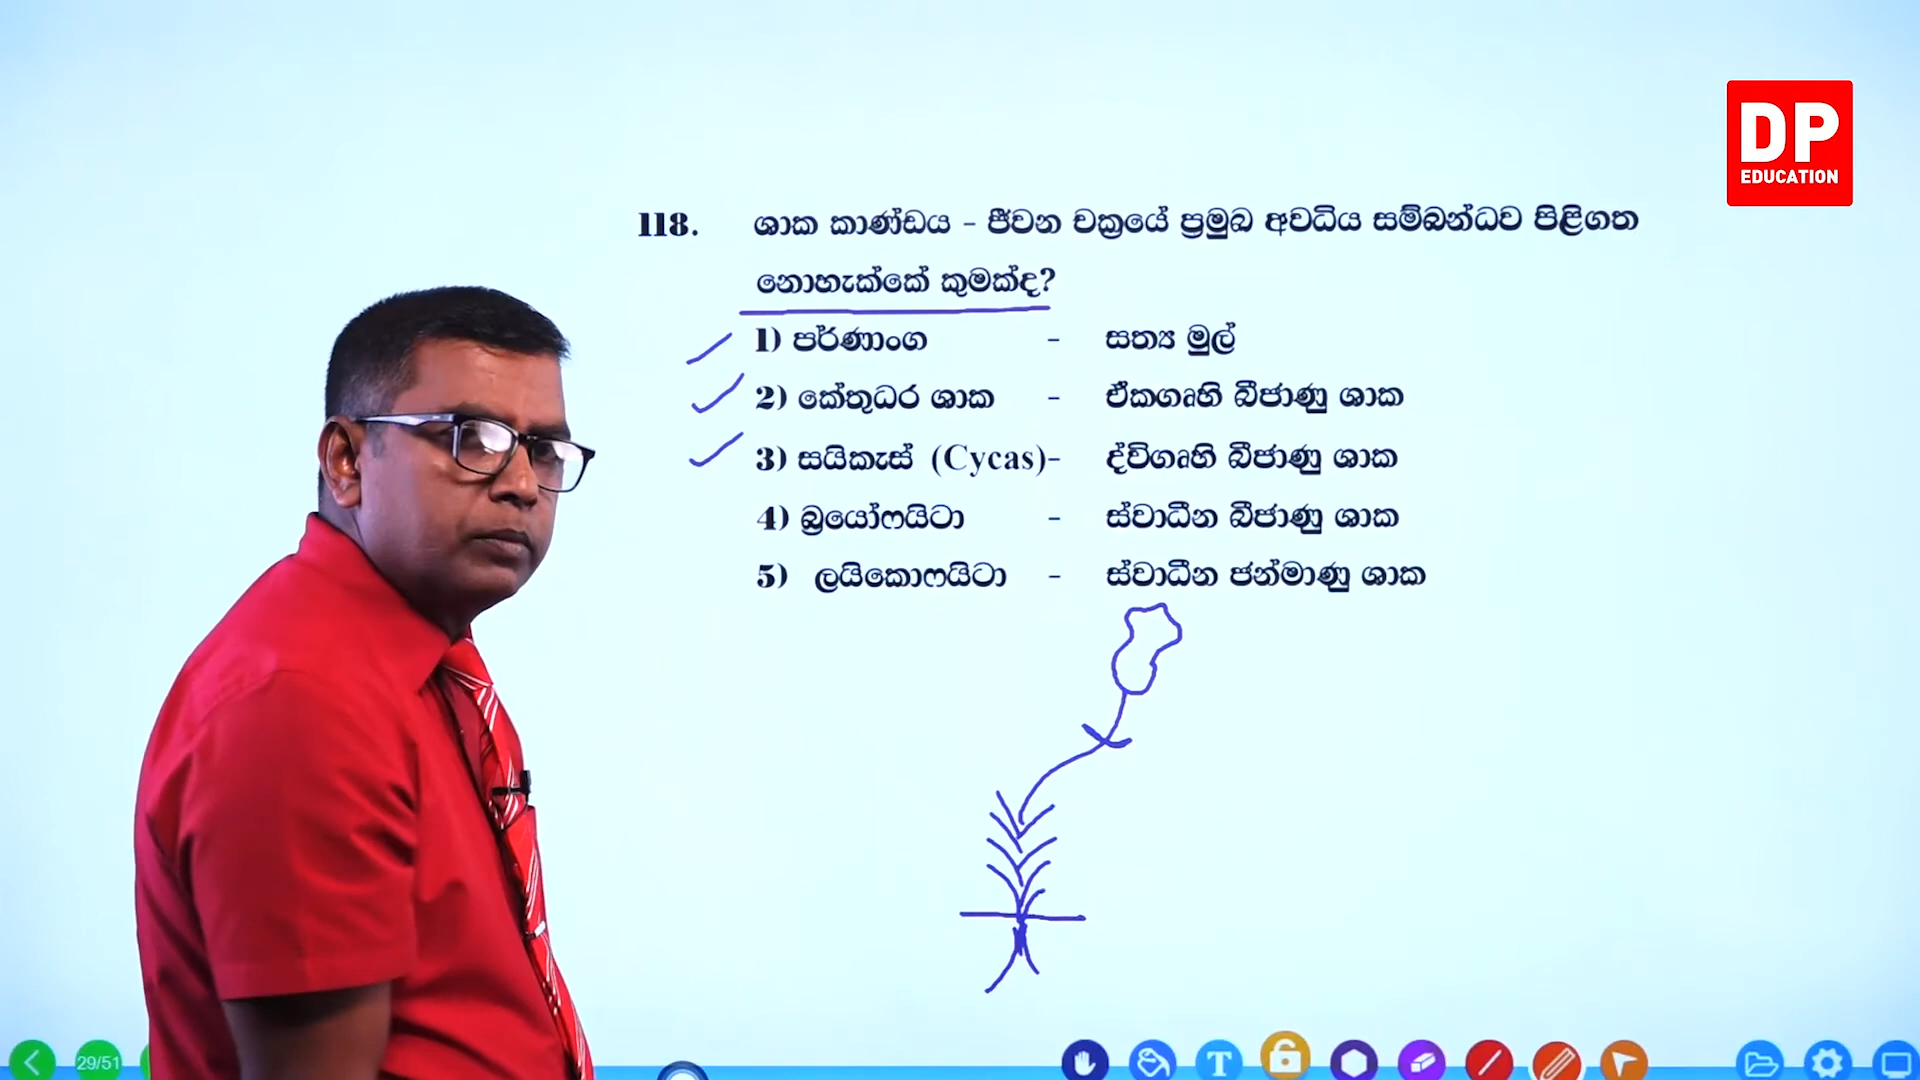 DP
EDUCATION
118. ශාක කාණ්ඩය - ජීවන චක්‍රයේ ප්‍රමුඛ අවධිය සම්බන්ධව පිළිගත
නොහැක්කේ කුමක්ද?
1) පර්ණාංග - සත්‍ය මුල්
2) කේතුධර ශාක - ඒකගෘහි බීජාණු ශාක
3) සයිකැස් (Cycas)- ද්විගෘහි බීජාණු ශාක
4) බ්‍රයෝෆයිටා - ස්වාධීන බීජාණු ශාක
5) ලයිකොෆයිටා - ස්වාධීන ජන්මාණු ශාක
29/51
T